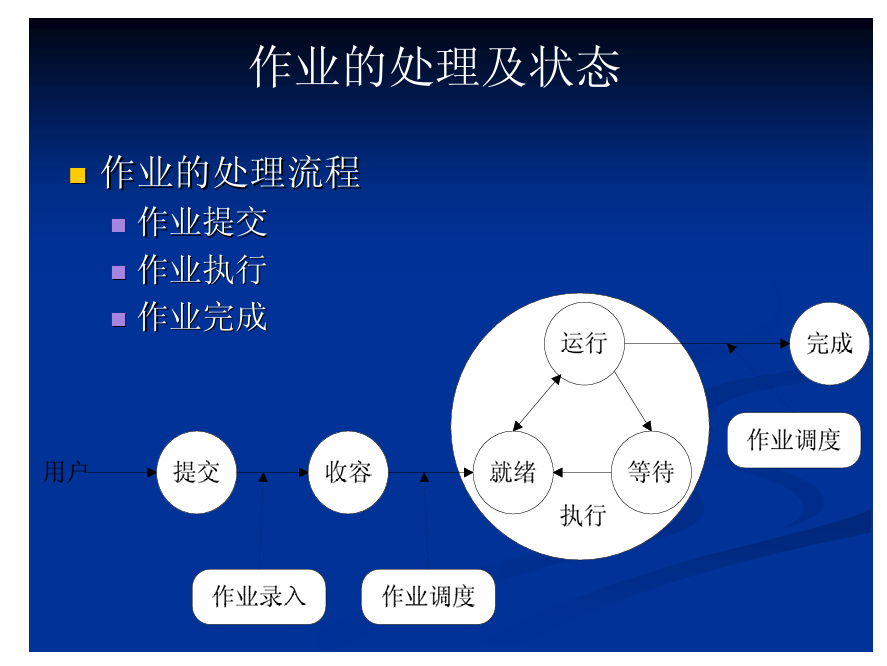 作业的处理及状态
作业的处理流程
作业提交
作业执行
作业完成
运行
完成
作业调度
用户
提交
收容
就绪
等待
执行
作业录入
作业调度